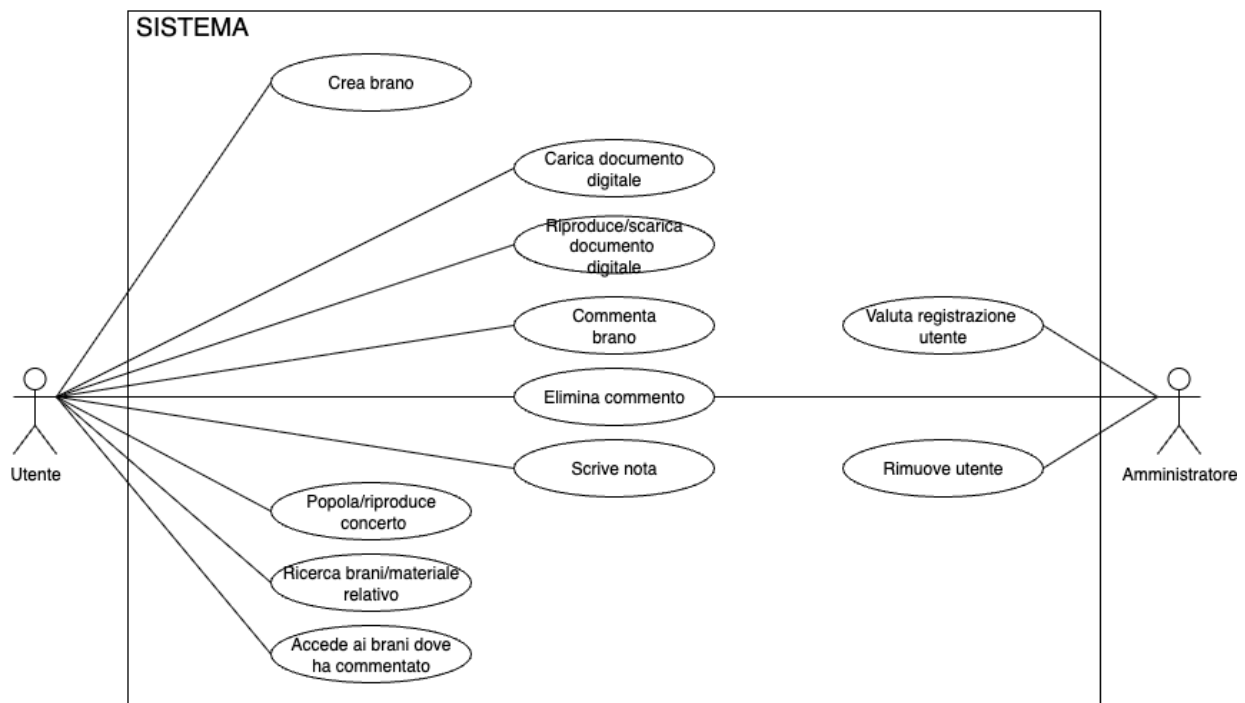 SISTEMA
Crea brano
Carica documento
digitale
Riproduce/scarica
documento
digitale
Commenta
brano
Valuta registrazione
utente
Elimina commento
Utente
Scrive nota
Rimuove utente
Amministratore
Popola/riproduce
concerto
Ricerca brani/materiale
relativo
Accede ai brani dove
ha commentato